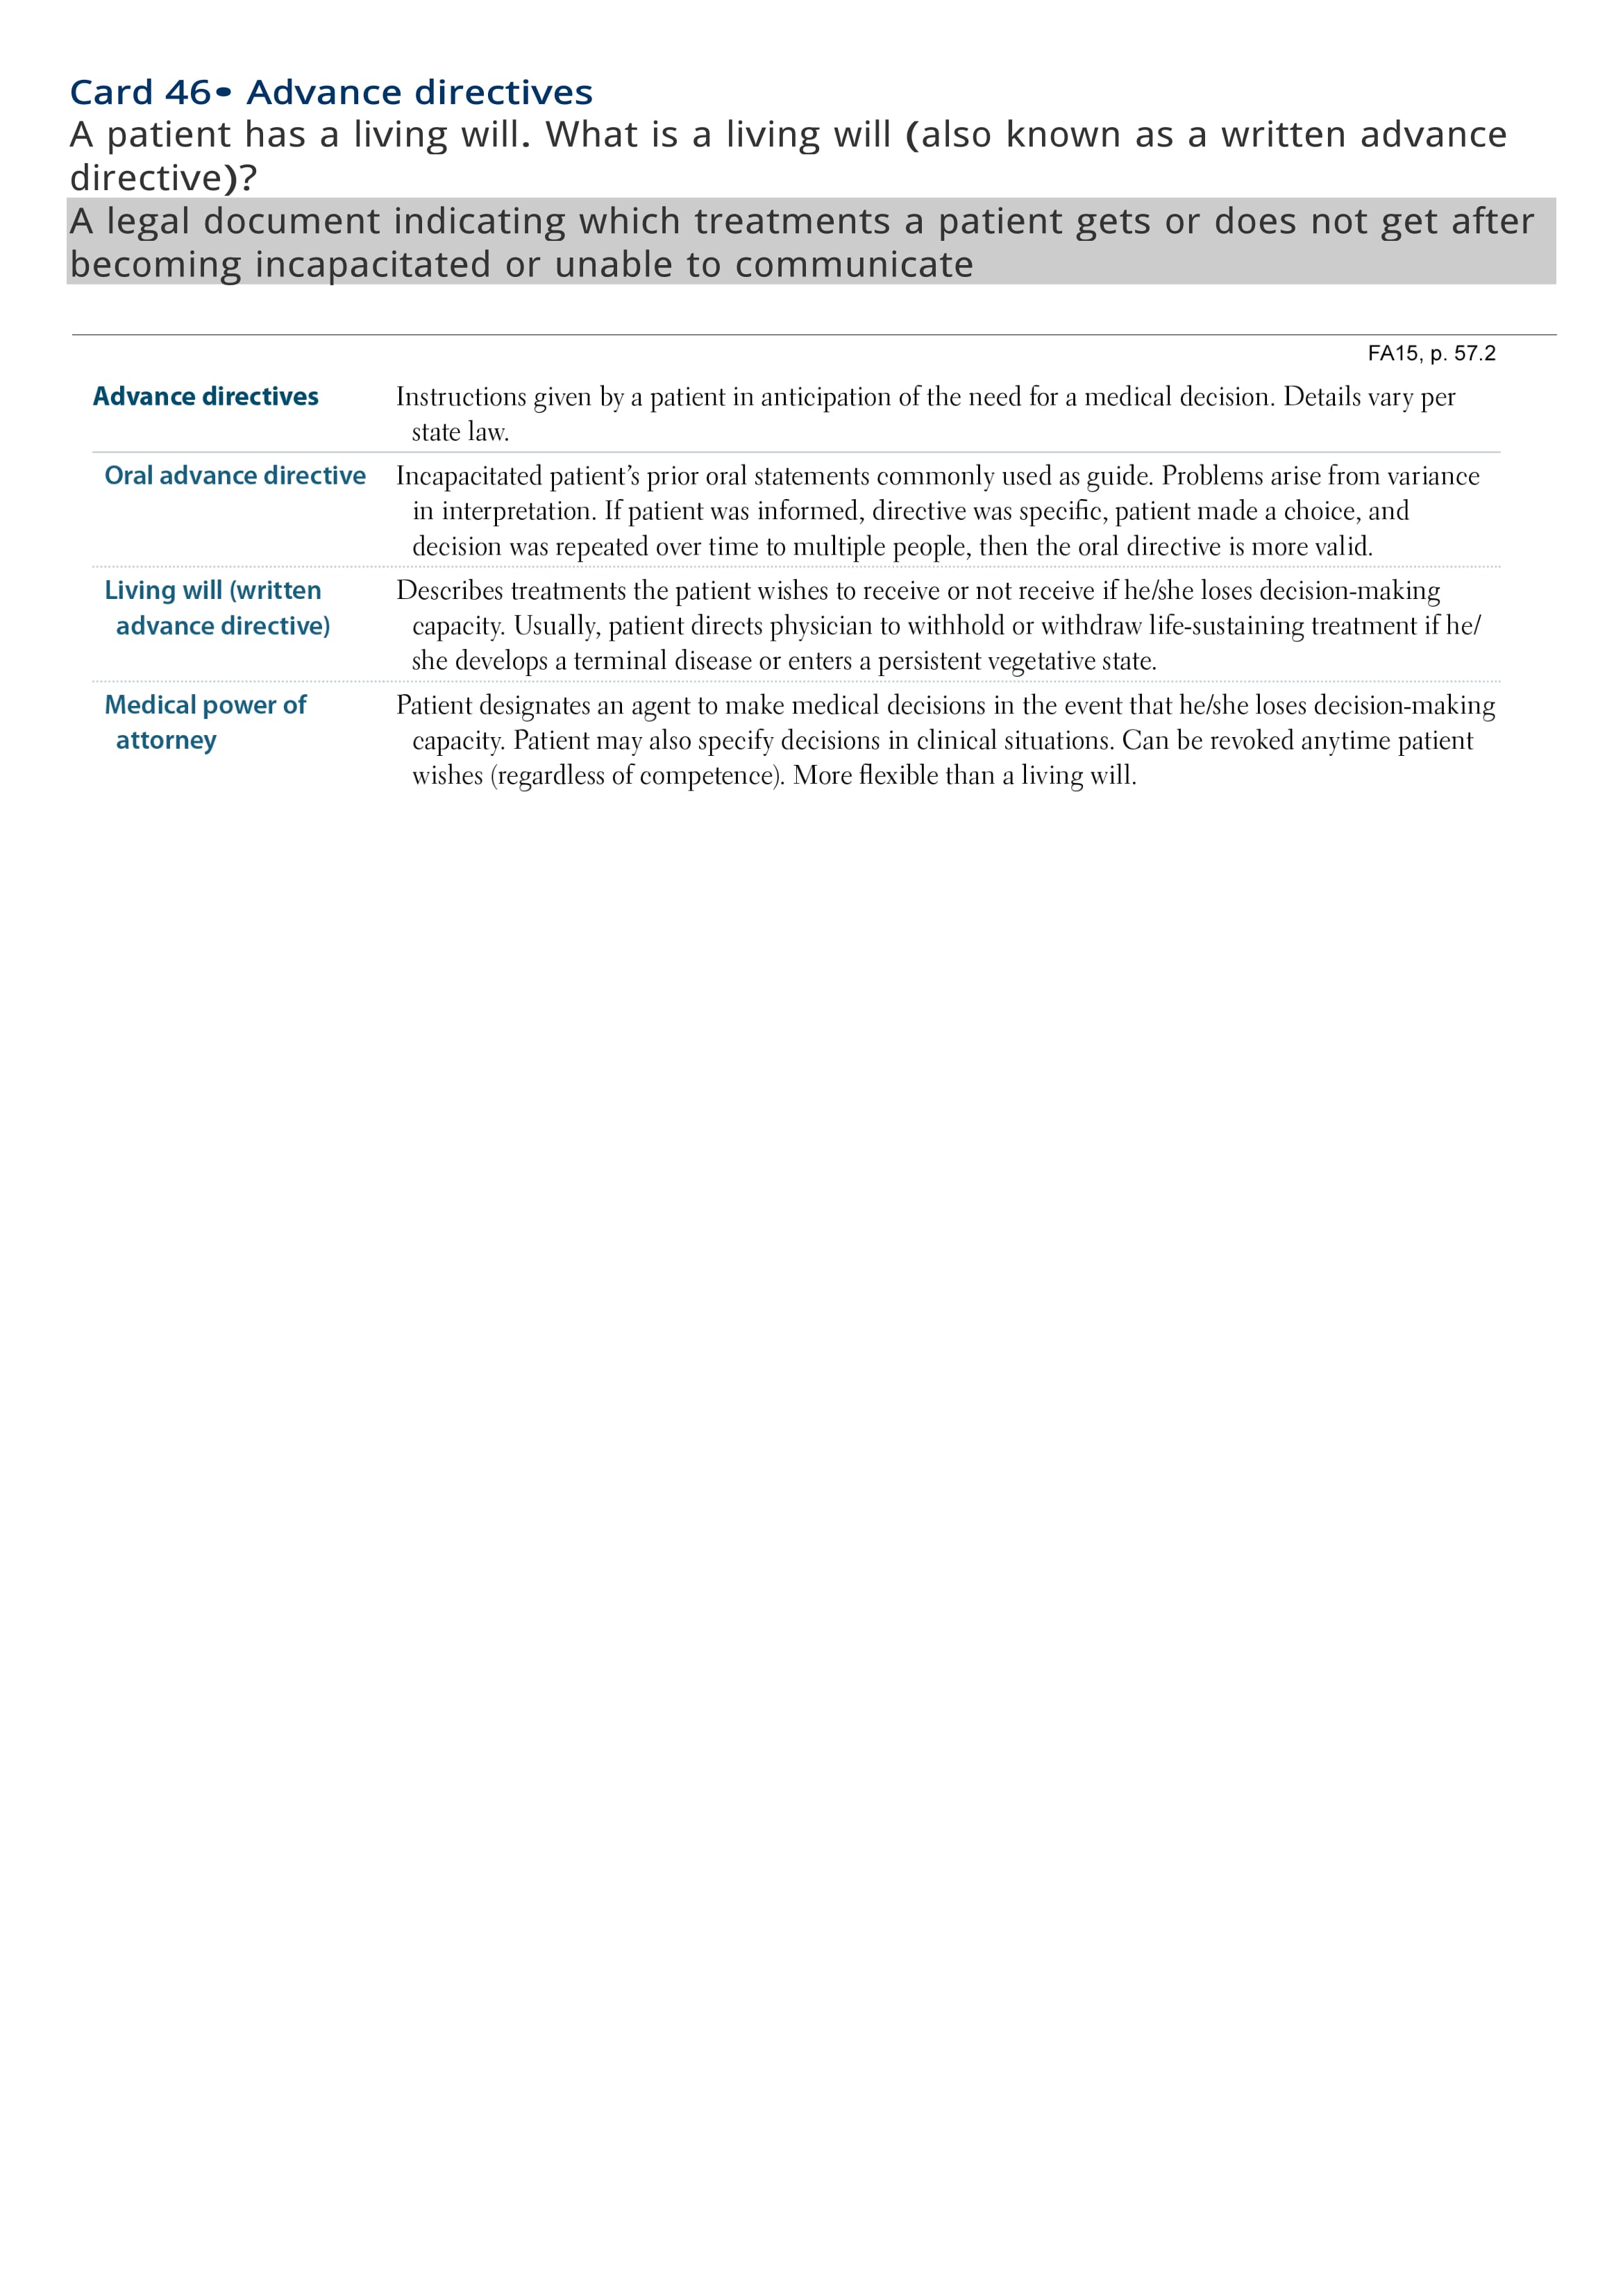 Card 46• Advance directives
A patient has a living will. What is a living will (also known as a written advance
directive)?
A legal document indicating which treatments a patient gets or does not get after
becoming incapacitated or unable to communicate
FA15, p. 57.2
Advance directives Instructions given by a patient in anticipation of the need for a medical decision. Details vary per
state law.
Oral advance directive Incapacitated patient’s prior oral statements commonly used as guide. Problems arise from variance
in interpretation. If patient was informed, directive was specific, patient made a choice, and
decision was repeated over time to multiple people, then the oral directive is more valid.
Living will (written Describes treatments the patient wishes to receive or not receive if he/she loses decision-making
advance directive) capacity. Usually, patient directs physician to withhold or withdraw life-sustaining treatment if he/
she develops a terminal disease or enters a persistent vegetative state.
Medical power of Patient designates an agent to make medical decisions in the event that he/she loses decision-making
attorney capacity. Patient may also specify decisions in clinical situations. Can be revoked anytime patient
wishes (regardless of competence). More flexible than a living will.